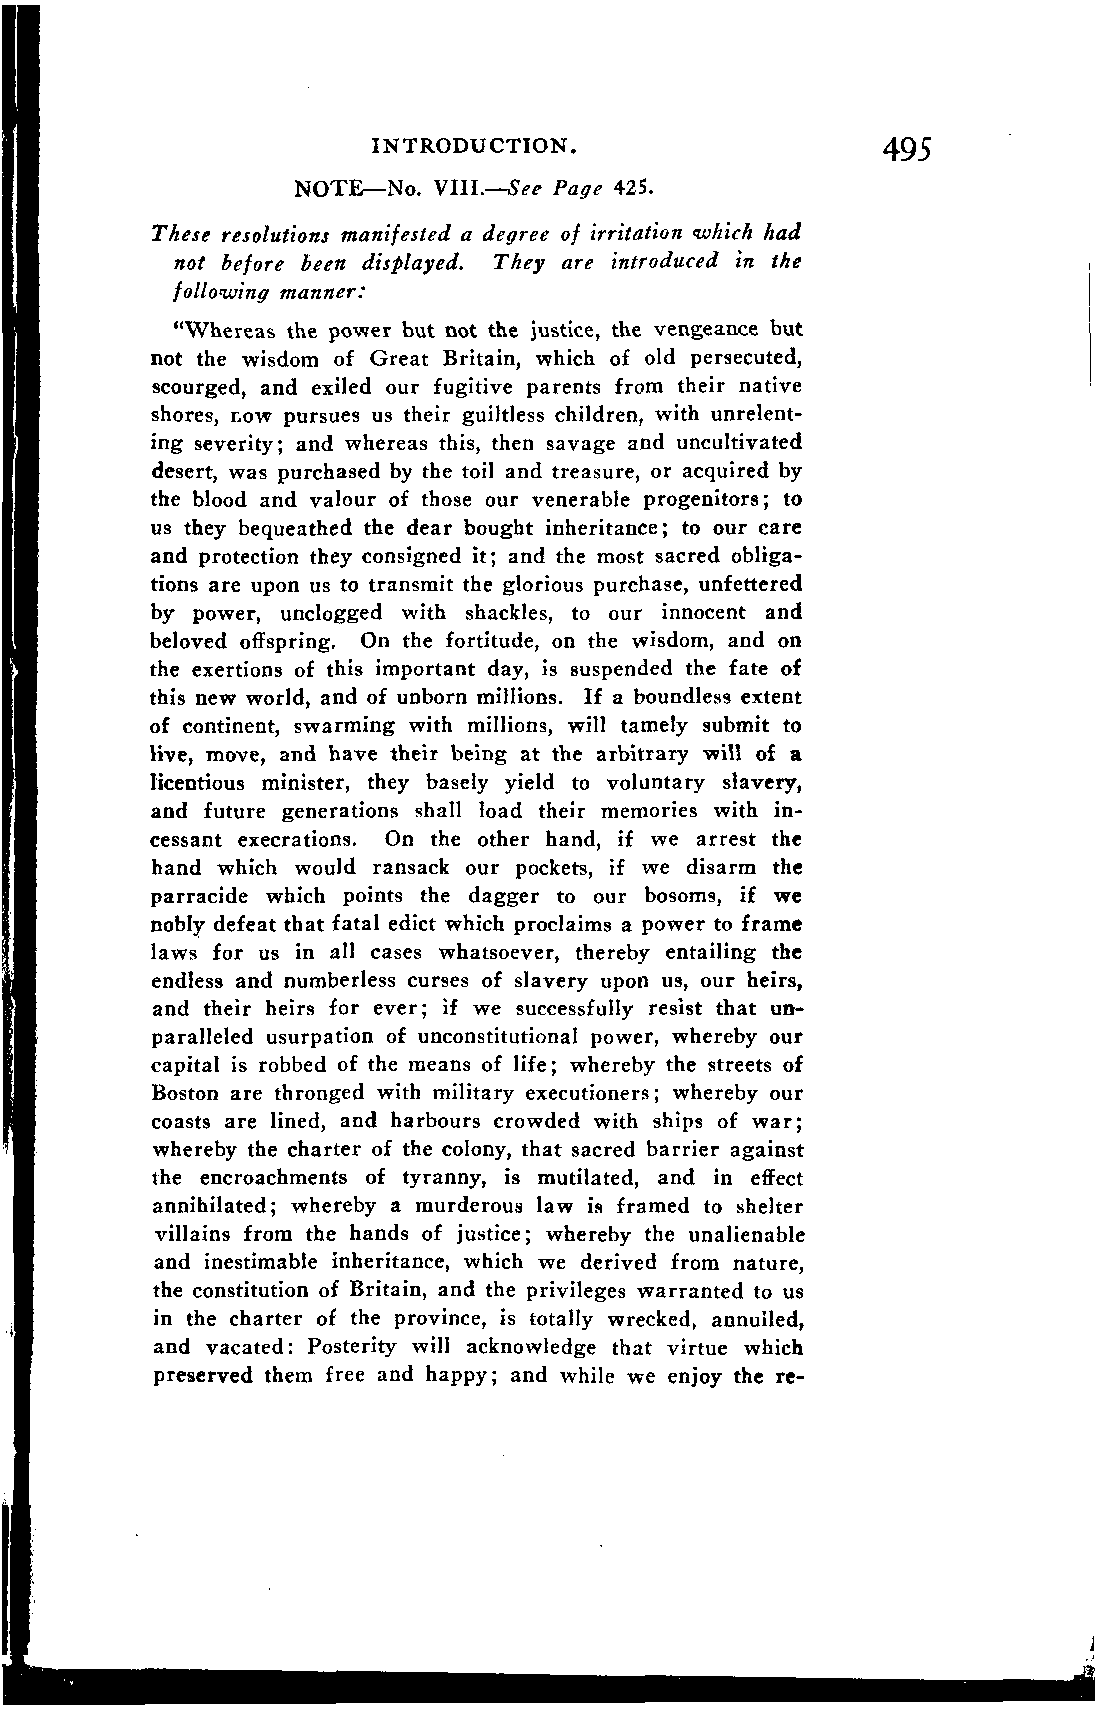 INTRODUCTION. 495
NOTE—No. VIII.—See Page 425.
These resolutions manifested a degree of irritation which had
not before been displayed. They are introduced in the
following manner:
"Whereas the power but not the justice, the vengeance but
not the wisdom of Great Britain, which of old persecuted,
scourged, and exiled our fugitive parents from their native
shores, now pursues us their guiltless children, with unrelent-
ing severity; and whereas this, then savage and uncultivated
desert, was purchased by the toil and treasure, or acquired by
the blood and valour of those our venerable progenitors; to
us they bequeathed the dear bought inheritance; to our care
and protection they consigned it; and the most sacred obliga-
tions are upon us to transmit the glorious purchase, unfettered
by power, unclogged with shackles, to our innocent and
beloved offspring. On the fortitude, on the wisdom, and on
the exertions of this important day, is suspended the fate of
this new world, and of unborn millions. If a boundless extent
of continent, swarming with millions, will tamely submit to
live, move, and have their being at the arbitrary will of a
licentious minister, they basely yield to voluntary slavery,
and future generations shall load their memories with in-
cessant execrations. On the other hand, if we arrest the
hand which would ransack our pockets, if we disarm the
parracide which points the dagger to our bosoms, if we
nobly defeat that fatal edict which proclaims a power to frame
laws for us in all cases whatsoever, thereby entailing the
endless and numberless curses of slavery upon us, our heirs,
and their heirs for ever; if we successfully resist that un-
paralleled usurpation of unconstitutional power, whereby our
capital is robbed of the means of life; whereby the streets of
Boston are thronged with military executioners; whereby our
coasts are lined, and harbours crowded with ships of war;
whereby the charter of the colony, that sacred barrier against
the encroachments of tyranny, is mutilated, and in effect
annihilated; whereby a murderous law is framed to shelter
villains from the hands of justice; whereby the unalienable
and inestimable inheritance, which we derived from nature,
the constitution of Britain, and the privileges warranted to us
in the charter of the province, is totally wrecked, annulled,
and vacated: Posterity will acknowledge that virtue which
preserved them free and happy; and while we enjoy the re-